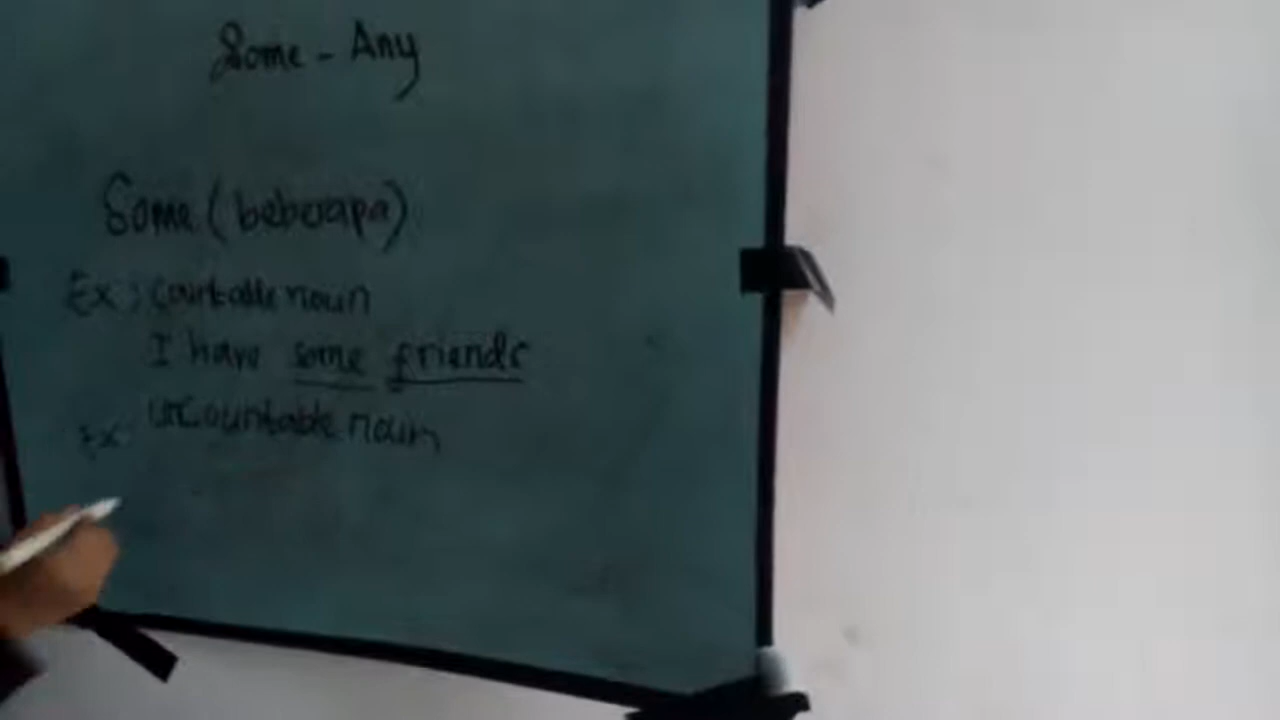 Some - Any
Some (beberapa)
Ex : Countable noun
I have some friends
Ex: uncountable noun